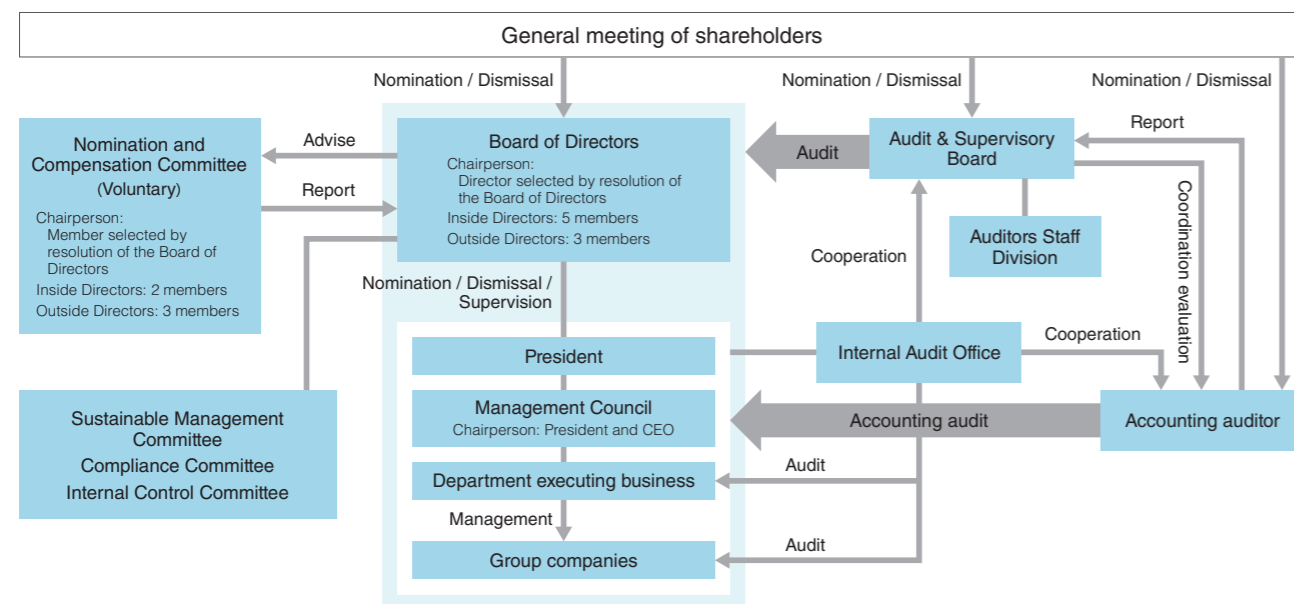 General meeting of shareholders
Nomination / Dismissal
Nomination / Dismissal
Nomination / Dismissal
Nomination and
Compensation Committee
(Voluntary)
Chairperson:
Member selected by
resolution of the Board of
Directors
Inside Directors: 2 members
Outside Directors: 3 members
Advise
Report
Board of Directors
Chairperson:
Director selected by resolution of
the Board of Directors
Inside Directors: 5 members
Outside Directors: 3 members
Audit
Audit & Supervisory
Board
Report
Auditors Staff
Division
Coordination evaluation
Cooperation
Nomination / Dismissal /
Supervision
President
Internal Audit Office
Cooperation
Sustainable Management
Committee
Compliance Committee
Internal Control Committee
Management Council
Chairperson: President and CEO
Accounting audit
Accounting auditor
Department executing business
Audit
Management
Group companies
Audit